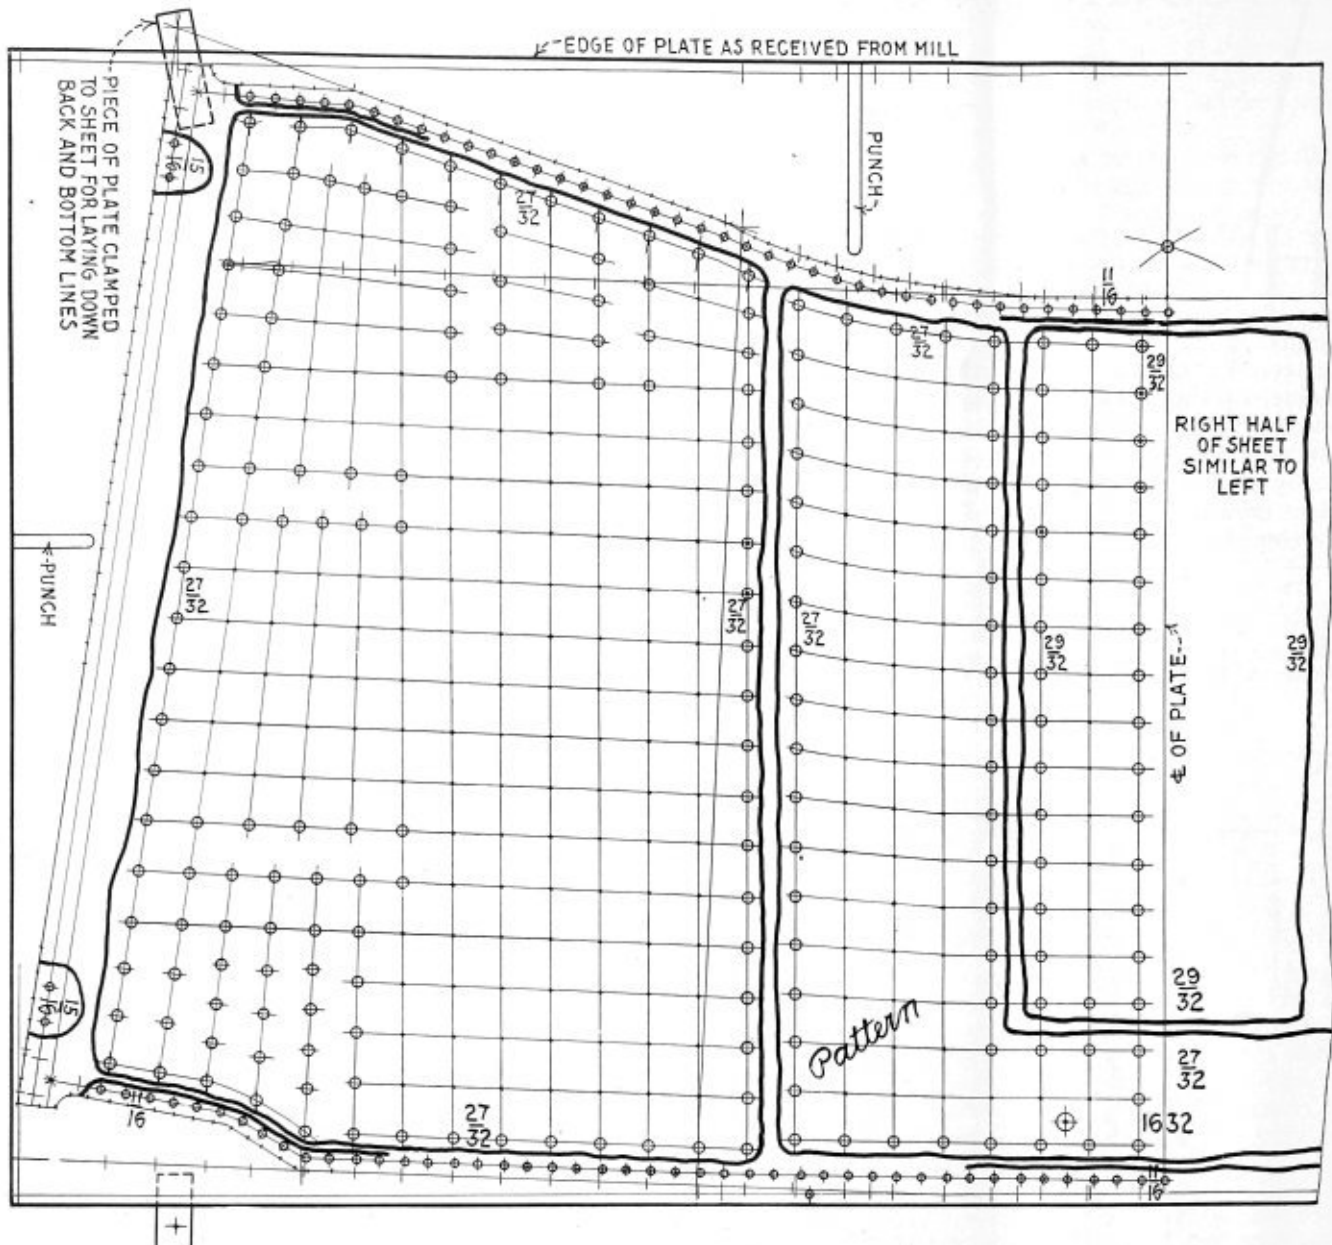 EDGE OF PLATE AS RECEIVED FROM MILL
PIECE OF PLATE CLAMPED
TO SHEET FOR LAYING DOWN
BACK AND BOTTOM LINES
15
16
PUNCH
27
32
11
16
27
32
29
32
RIGHT HALF
OF SHEET
SIMILAR TO
LEFT
PUNCH
27
32
27
32
27
32
29
32
29
32
℄ OF PLATE
15
16
29
32
Pattern
27
32
11
16
27
32
1632
11
16